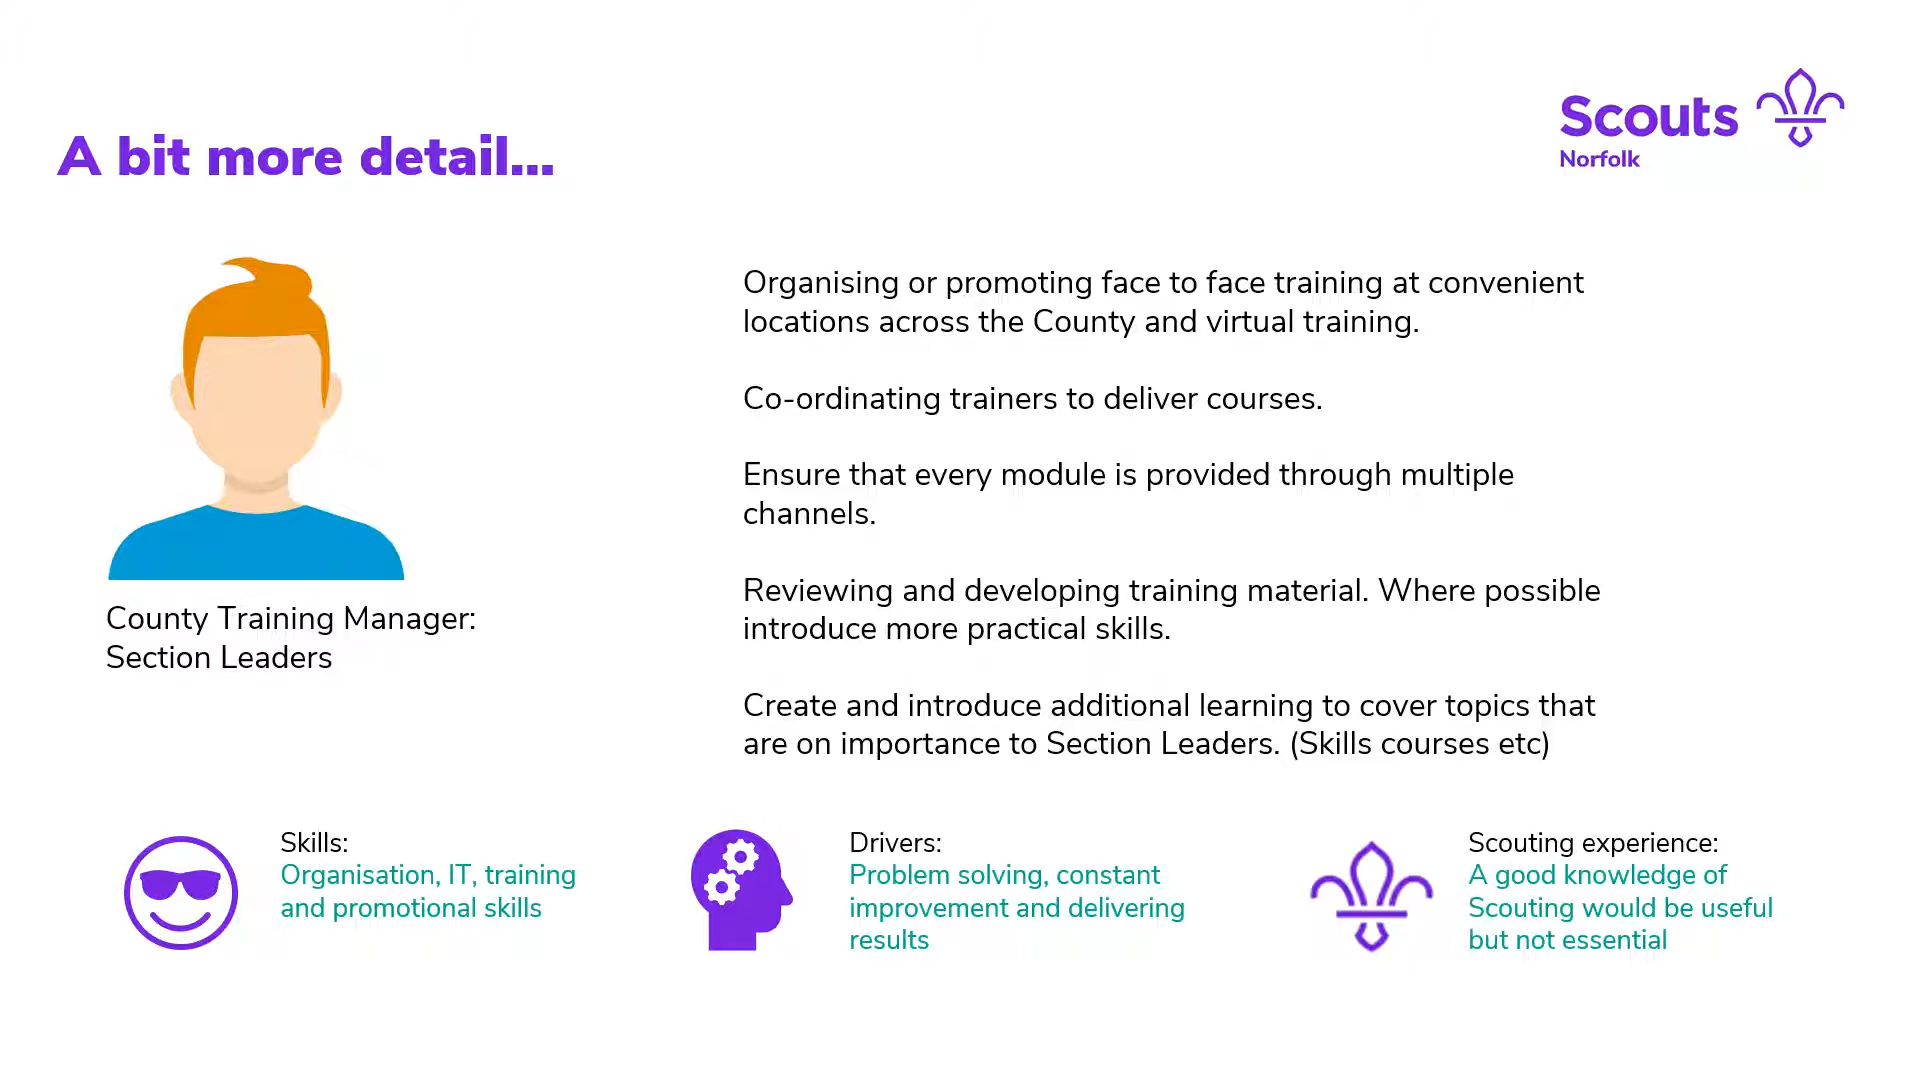 Scouts
Norfolk
A bit more detail...
Organising or promoting face to face training at convenient
locations across the County and virtual training.
Co-ordinating trainers to deliver courses.
Ensure that every module is provided through multiple
channels.
Reviewing and developing training material. Where possible
introduce more practical skills.
Create and introduce additional learning to cover topics that
are on importance to Section Leaders. (Skills courses etc)
County Training Manager:
Section Leaders
Skills:
Organisation, IT, training
and promotional skills
Drivers:
Problem solving, constant
improvement and delivering
results
Scouting experience:
A good knowledge of
Scouting would be useful
but not essential